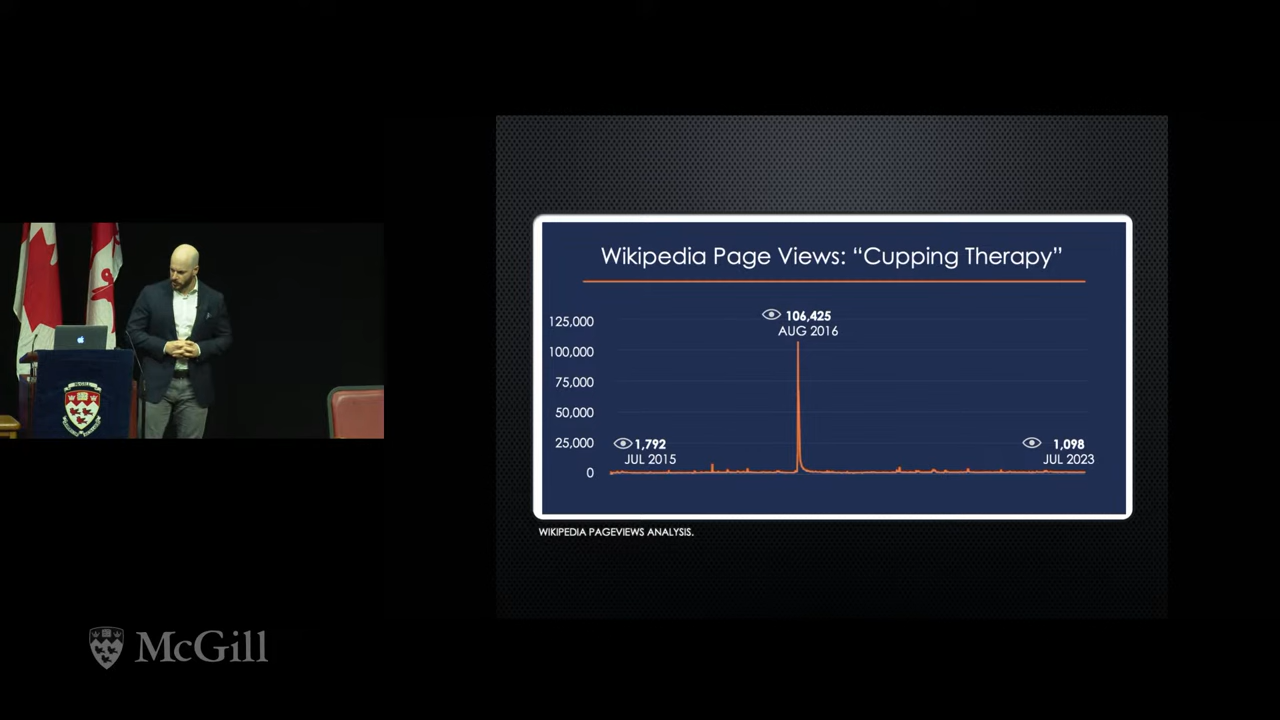 Wikipedia Page Views: “Cupping Therapy”
125,000
100,000
75,000
50,000
25,000
0
106,425
AUG 2016
1,792
JUL 2015
1,098
JUL 2023
WIKIPEDIA PAGEVIEWS ANALYSIS.
McGILL
McGill